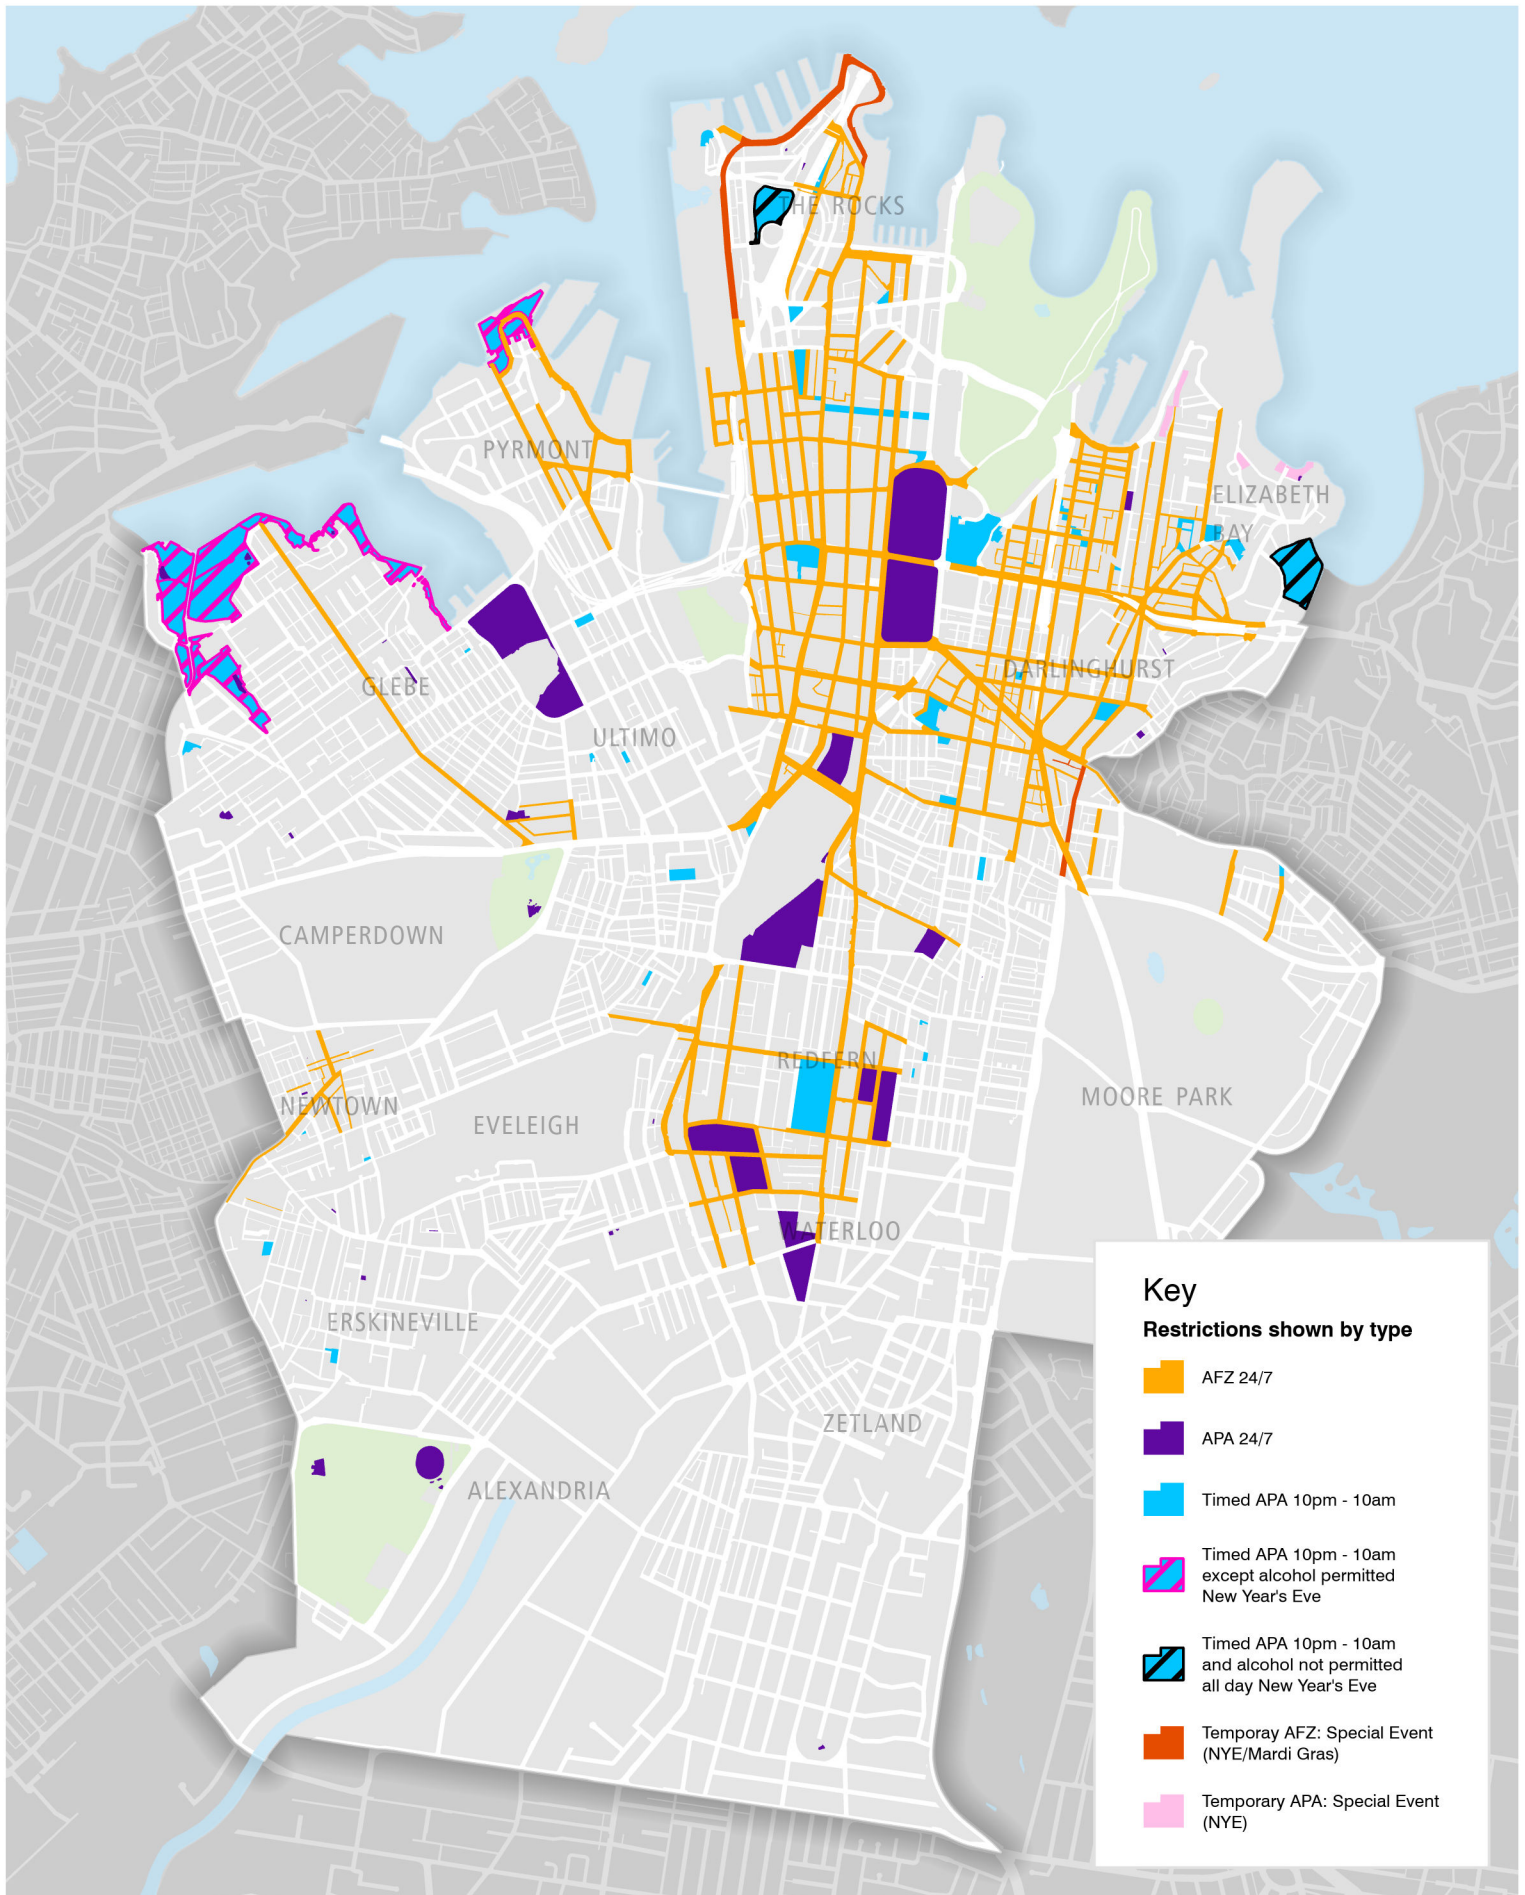 THE ROCKS
PYRMONT
ELIZABETH
BAY
DARLINGHURST
GLEBE
ULTIMO
CAMPERDOWN
REDFERN
MOORE PARK
NEWTOWN
EVELEIGH
WATERLOO
ERSKINEVILLE
ZETLAND
ALEXANDRIA
Key
Restrictions shown by type
AFZ 24/7
APA 24/7
Timed APA 10pm - 10am
Timed APA 10pm - 10am
except alcohol permitted
New Year's Eve
Timed APA 10pm - 10am
and alcohol not permitted
all day New Year's Eve
Temporay AFZ: Special Event
(NYE/Mardi Gras)
Temporary APA: Special Event
(NYE)